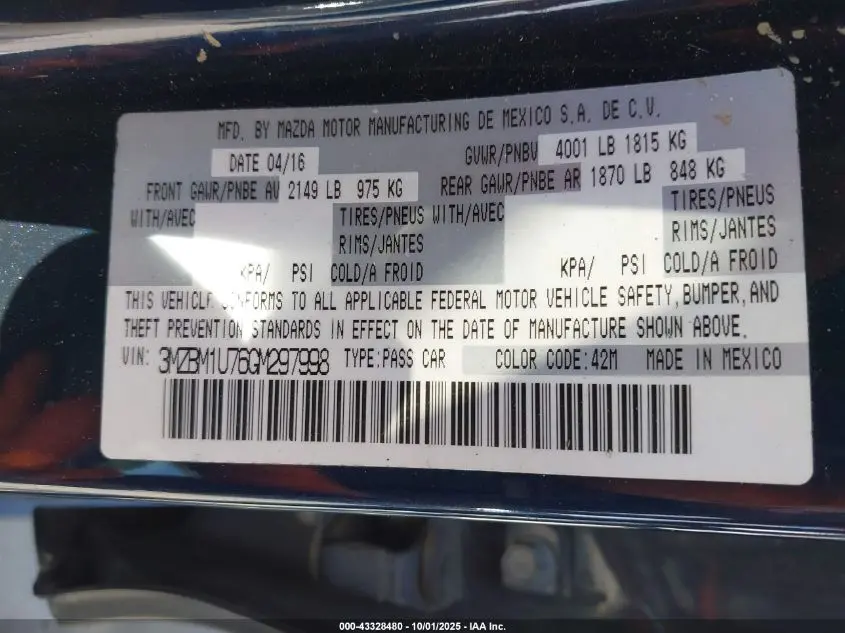 MFD. BY MAZDA MOTOR MANUFACTURING DE MEXICO S.A. DE C.V.
DATE 04/16 GVWR/PNBV 4001 LB 1815 KG
FRONT GAWR/PNBE AV 2149 LB 975 KG REAR GAWR/PNBE AR 1870 LB 848 KG
WITH/AVEC TIRES/PNEUS WITH/AVEC TIRES/PNEUS
RIMS/JANTES RIMS/JANTES
KPA/ PSI COLD/A FROID KPA/ PSI COLD/A FROID
THIS VEHICLE CONFORMS TO ALL APPLICABLE FEDERAL MOTOR VEHICLE SAFETY, BUMPER, AND
THEFT PREVENTION STANDARDS IN EFFECT ON THE DATE OF MANUFACTURE SHOWN ABOVE.
VIN: 3MZBM1U76GM297998 TYPE: PASS CAR COLOR CODE: 42M MADE IN MEXICO
000-43328480 - 10/01/2025 - IAA Inc.